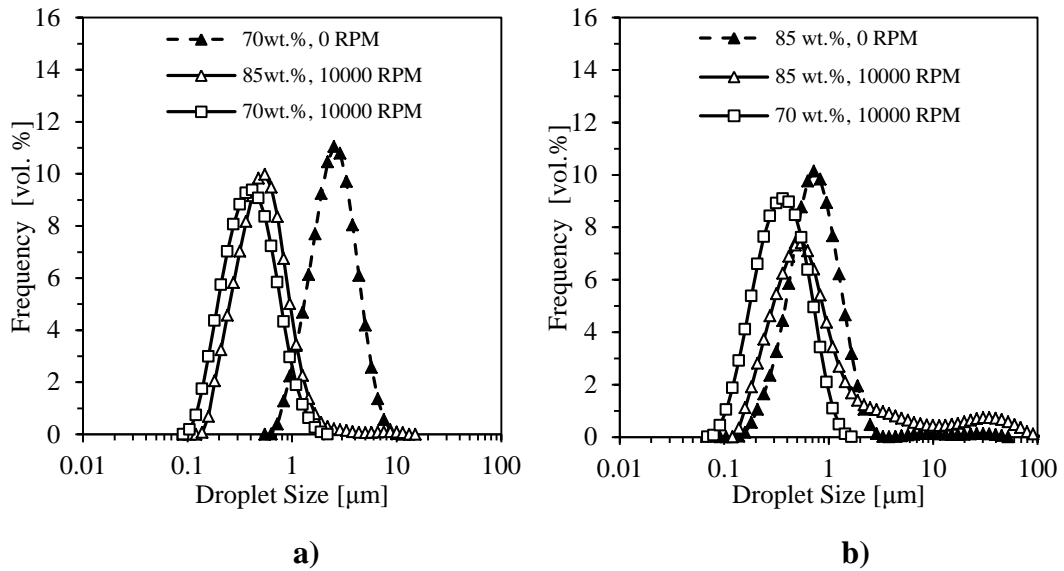 16
14
12
10
8
6
4
2
0
Frequency [vol. %]
70wt.%, 0 RPM
85wt.%, 10000 RPM
70wt.%, 10000 RPM
0.01 0.1 1 10 100
Droplet Size [μm]
a)
16
14
12
10
8
6
4
2
0
Frequency [vol.%]
85 wt.%, 0 RPM
85 wt.%, 10000 RPM
70 wt.%, 10000 RPM
0.01 0.1 1 10 100
Droplet Size [μm]
b)